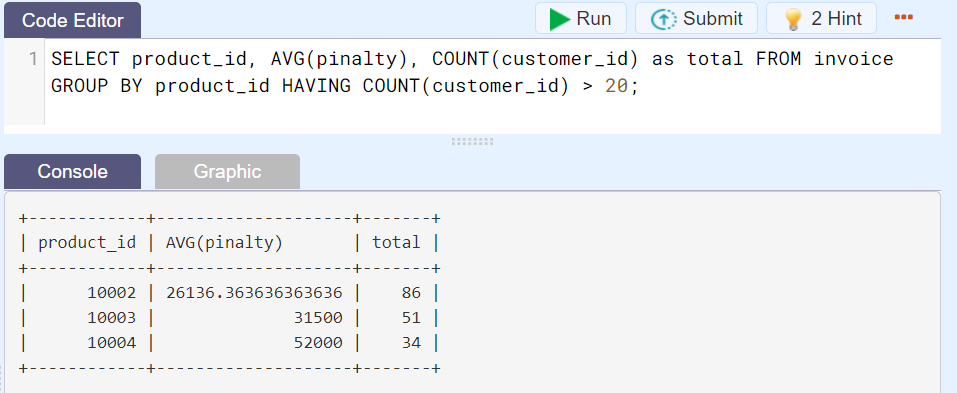 Code Editor
Run
Submit
2 Hint
1 SELECT product_id, AVG(pinalty), COUNT(customer_id) as total FROM invoice
GROUP BY product_id HAVING COUNT(customer_id) > 20;
Console
Graphic
+------------+--------------------+-------+
| product_id | AVG(pinalty)       | total |
+------------+--------------------+-------+
|      10002 | 26136.363636363636 |    86 |
|      10003 |              31500 |    51 |
|      10004 |              52000 |    34 |
+------------+--------------------+-------+